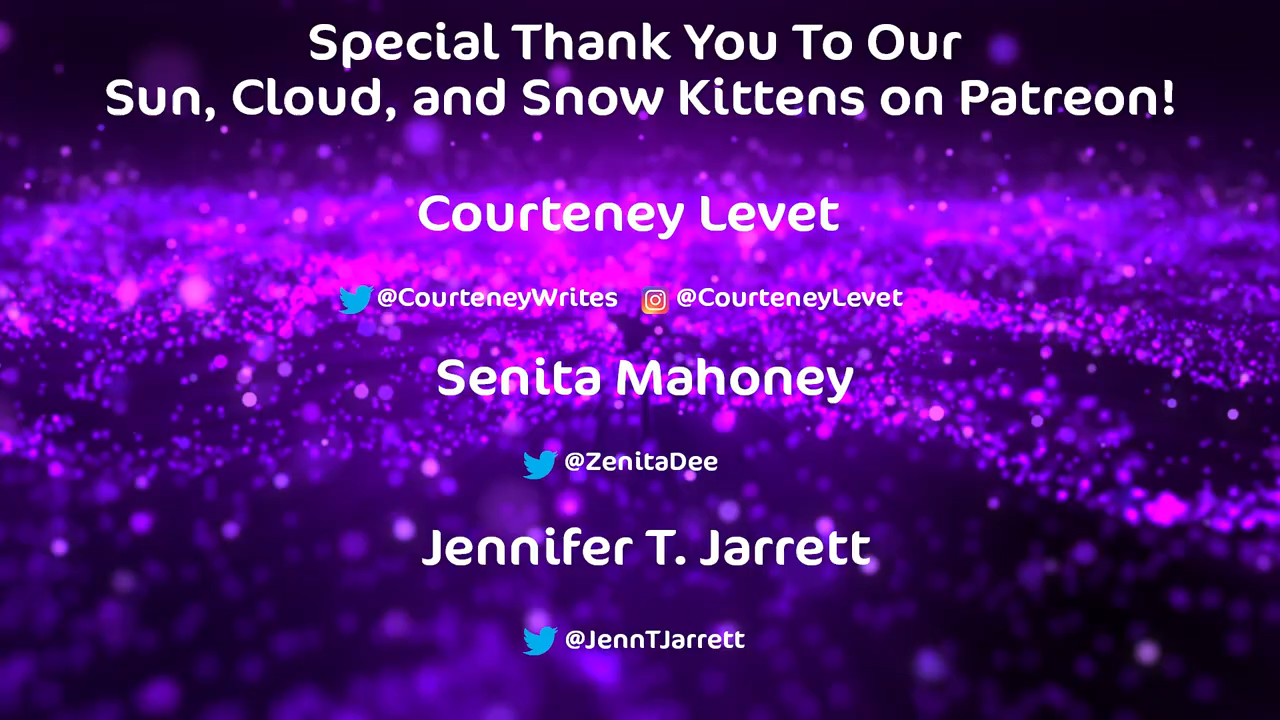 Special Thank You To Our
Sun, Cloud, and Snow Kittens on Patreon!
Courteney Levet
@CourteneyWrites @CourteneyLevet
Senita Mahoney
@ZenitaDee
Jennifer T. Jarrett
@JennTJarrett